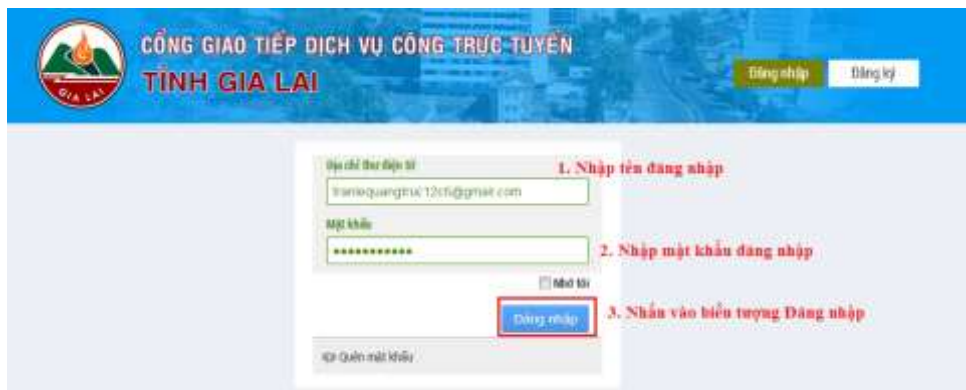 CỔNG GIAO TIẾP DỊCH VỤ CÔNG TRỰC TUYẾN
TỈNH GIA LAI
GIA LAI
Đăng nhập
Đăng ký
Địa chỉ thư điện tử
1. Nhập tên đăng nhập
Mật khẩu
2. Nhập mật khẩu đăng nhập
Nhớ tôi
Đăng nhập
3. Nhấn vào biểu tượng Đăng nhập
Quên mật khẩu